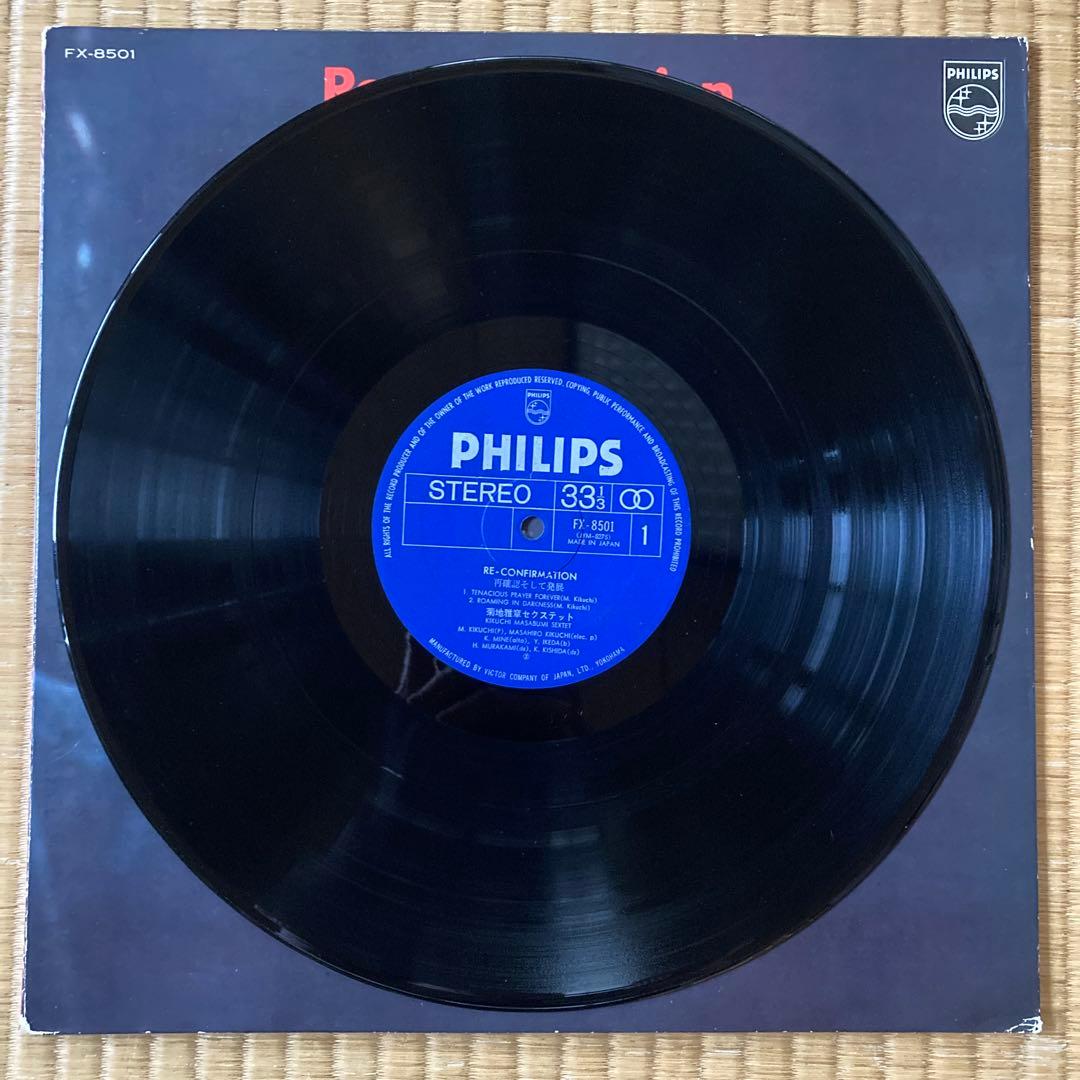 FX-8501
PHILIPS
ALL RIGHTS OF THE RECORD PRODUCER AND OF THE OWNER OF THE WORK REPRODUCED RESERVED. COPYING, PUBLIC PERFORMANCE AND BROADCASTING OF THIS RECORD PROHIBITED
PHILIPS
PHILIPS
STEREO 33 1/3
FX-8501 1
MADE IN JAPAN
RE-CONFIRMATION
再確認そして発展
1. TENACIOUS PRAYER FOREVER(M. Kikuchi)
2. ROAMING IN DARKNESS(M. Kikuchi)
菊地雅章セクステット
KIKUCHI MASABUMI SEXTET
M. KIKUCHI(P), MASAHIRO KIKUCHI(elec. p)
K. MINE(alto), Y. IKEDA(b)
H. MURAKAMI(ds), K. KISHIDA(ds)
②
MANUFACTURED BY VICTOR COMPANY OF JAPAN, LTD., YOKOHAMA